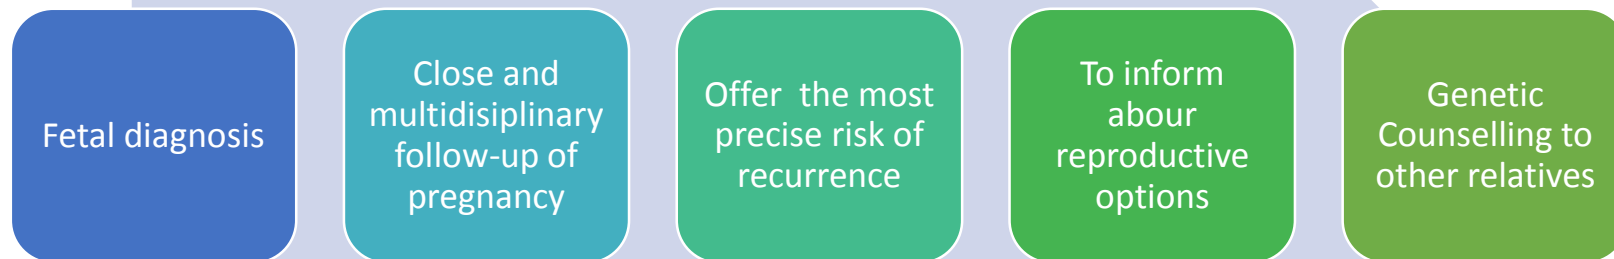 Fetal diagnosis
Close and
multidisiplinary
follow-up of
pregnancy
Offer the most
precise risk of
recurrence
To inform
abour
reproductive
options
Genetic
Counselling to
other relatives